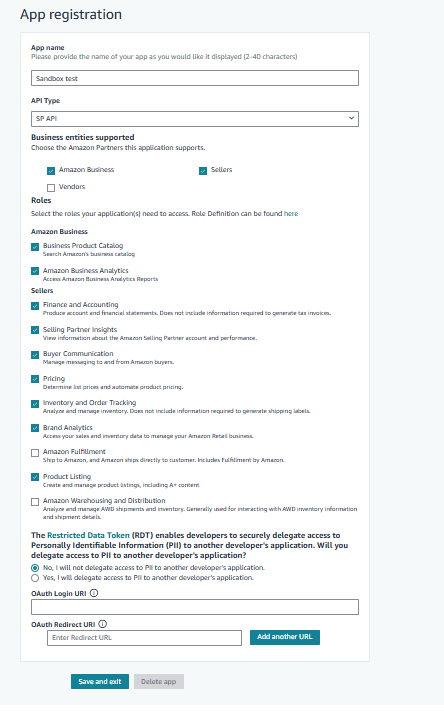 App registration
App name
Please provide the name of your app as you would like it displayed (2-40 characters)
Sandbox test
API Type
SP API
Business entities supported
Choose the Amazon Partners this application supports.
Amazon Business
Sellers
Vendors
Roles
Select the roles your application(s) need to access. Role Definition can be found here
Amazon Business
Business Product Catalog
Search Amazon's business catalog
Amazon Business Analytics
Access Amazon Business Analytics Reports
Sellers
Finance and Accounting
Produce account and financial statements. Does not include information required to generate tax invoices.
Selling Partner Insights
View information about the Amazon Selling Partner account and performance.
Buyer Communication
Manage messaging to and from Amazon buyers.
Pricing
Determine list prices and automate product pricing.
Inventory and Order Tracking
Analyze and manage inventory. Does not include information required to generate shipping labels.
Brand Analytics
Access your sales and inventory data to manage your Amazon Retail business.
Amazon Fulfillment
Ship to Amazon, and Amazon ships directly to customer. Includes Fulfillment by Amazon.
Product Listing
Create and manage product listings, including A+ content
Amazon Warehousing and Distribution
Analyze and manage AWD shipments and inventory. Generally used for interacting with AWD inventory information
and shipment details.
The Restricted Data Token (RDT) enables developers to securely delegate access to
Personally Identifiable Information (PII) to another developer's application. Will you
delegate access to PII to another developer's application?
No, I will not delegate access to PII to another developer's application.
Yes, I will delegate access to PII to another developer's application.
OAuth Login URI
OAuth Redirect URI
Enter Redirect URL
Add another URL
Save and exit
Delete app